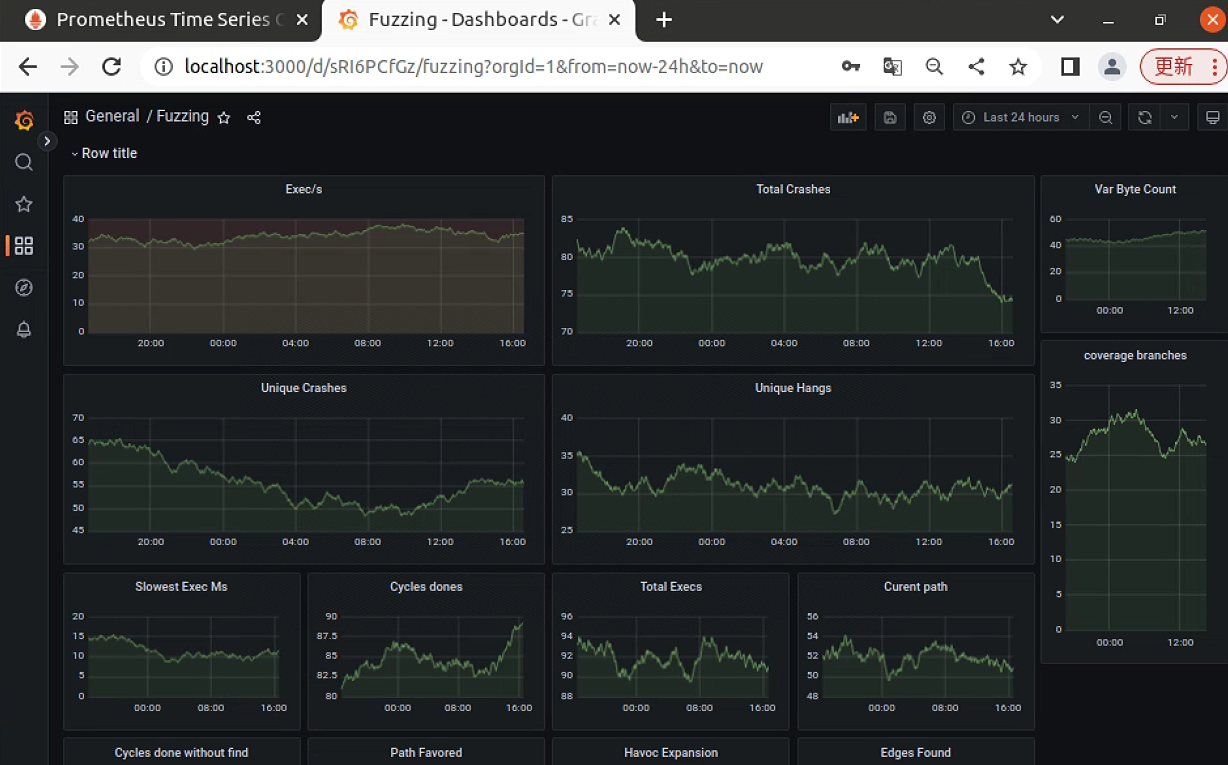 Prometheus Time Series C
Fuzzing - Dashboards - Gra
localhost:3000/d/sRI6PCfGz/fuzzing?orgId=1&from=now-24h&to=now
更新
General / Fuzzing
Last 24 hours
Row title
Exec/s
40
30
20
10
0
20:00 00:00 04:00 08:00 12:00 16:00
Total Crashes
85
80
75
70
20:00 00:00 04:00 08:00 12:00 16:00
Var Byte Count
60
40
20
0
00:00 12:00
Unique Crashes
70
65
60
55
50
45
20:00 00:00 04:00 08:00 12:00 16:00
Unique Hangs
40
35
30
25
20:00 00:00 04:00 08:00 12:00 16:00
coverage branches
35
30
25
20
15
10
5
0
00:00 12:00
Slowest Exec Ms
20
15
10
5
0
00:00 08:00 16:00
Cycles dones
90
87.5
85
82.5
80
00:00 08:00 16:00
Total Execs
96
94
92
90
88
00:00 08:00 16:00
Curent path
56
54
52
50
48
00:00 08:00 16:00
Cycles done without find
Path Favored
Havoc Expansion
Edges Found